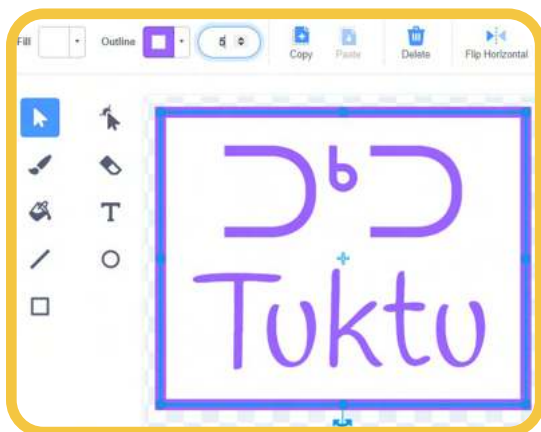 Fill Outline 5 Copy Paste Delete Flip Horizontal
T
ᑐᒃᑐ
Tuktu